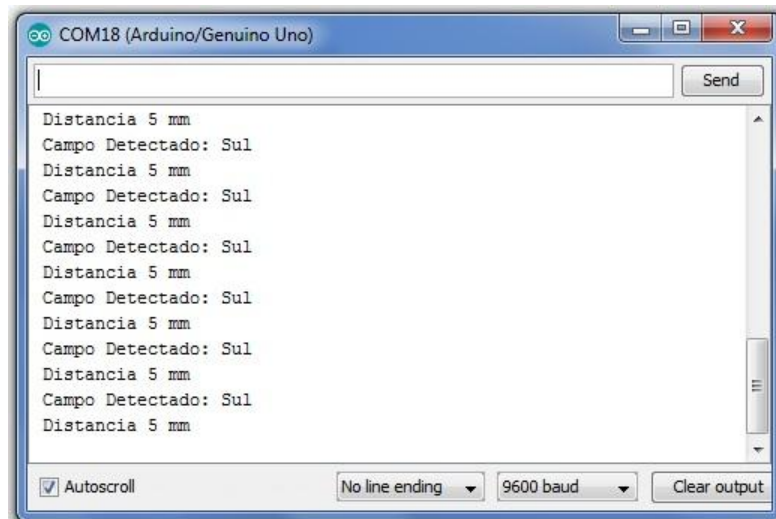 COM18 (Arduino/Genuino Uno)
Send
Distancia 5 mm
Campo Detectado: Sul
Distancia 5 mm
Campo Detectado: Sul
Distancia 5 mm
Campo Detectado: Sul
Distancia 5 mm
Campo Detectado: Sul
Distancia 5 mm
Campo Detectado: Sul
Distancia 5 mm
Campo Detectado: Sul
Distancia 5 mm
Autoscroll No line ending 9600 baud Clear output